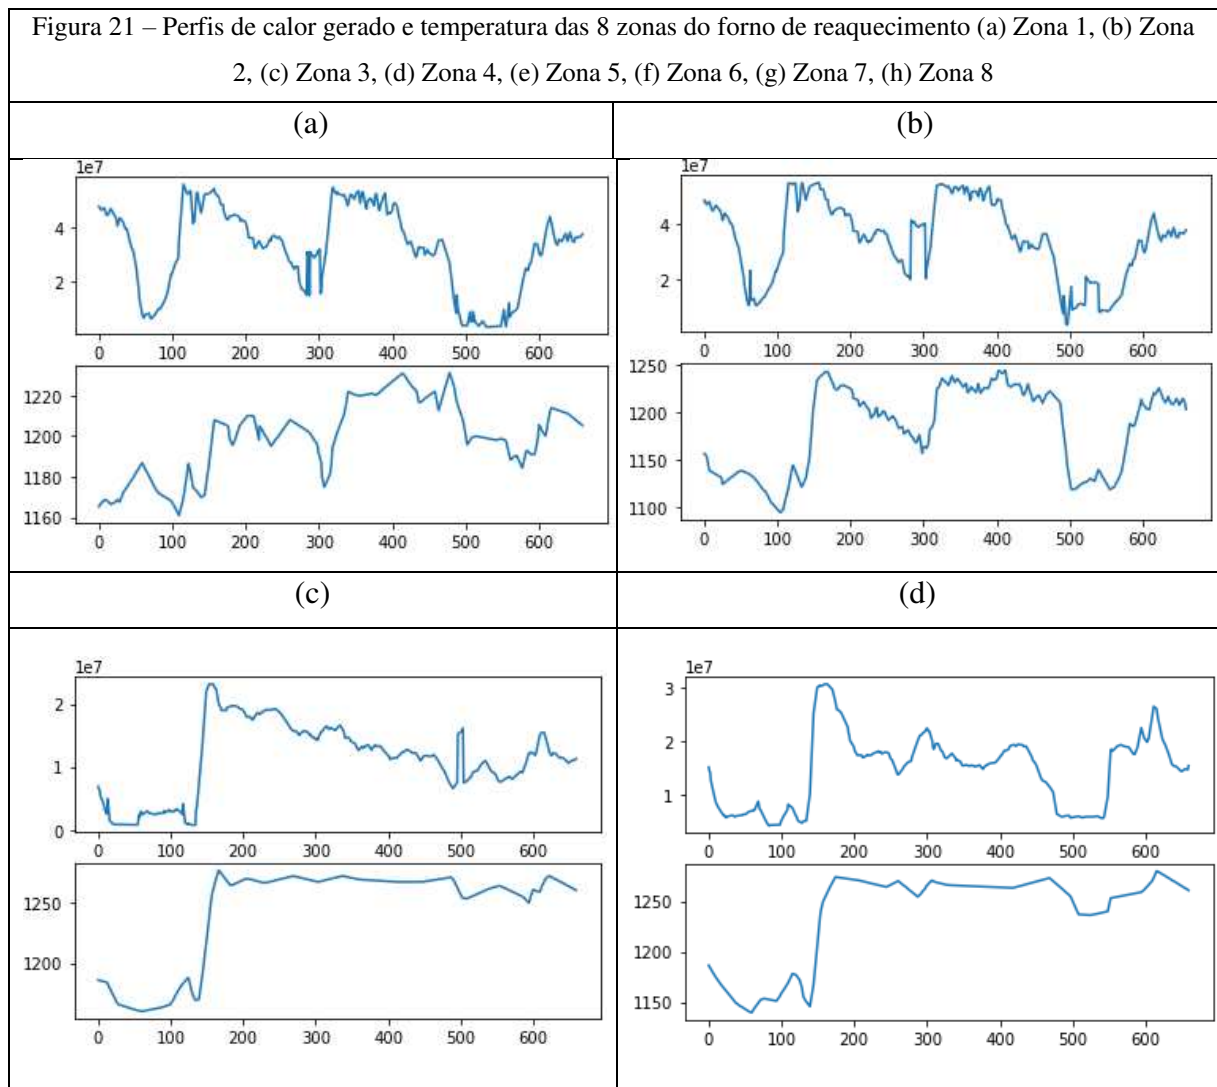 Figura 21 – Perfis de calor gerado e temperatura das 8 zonas do forno de reaquecimento (a) Zona 1, (b) Zona
2, (c) Zona 3, (d) Zona 4, (e) Zona 5, (f) Zona 6, (g) Zona 7, (h) Zona 8
(a)
1e7
4
2
0 100 200 300 400 500 600
1220
1200
1180
1160
0 100 200 300 400 500 600
(b)
1e7
4
2
0 100 200 300 400 500 600
1250
1200
1150
1100
0 100 200 300 400 500 600
(c)
1e7
2
1
0
0 100 200 300 400 500 600
1250
1200
0 100 200 300 400 500 600
(d)
1e7
3
2
1
0 100 200 300 400 500 600
1250
1200
1150
0 100 200 300 400 500 600